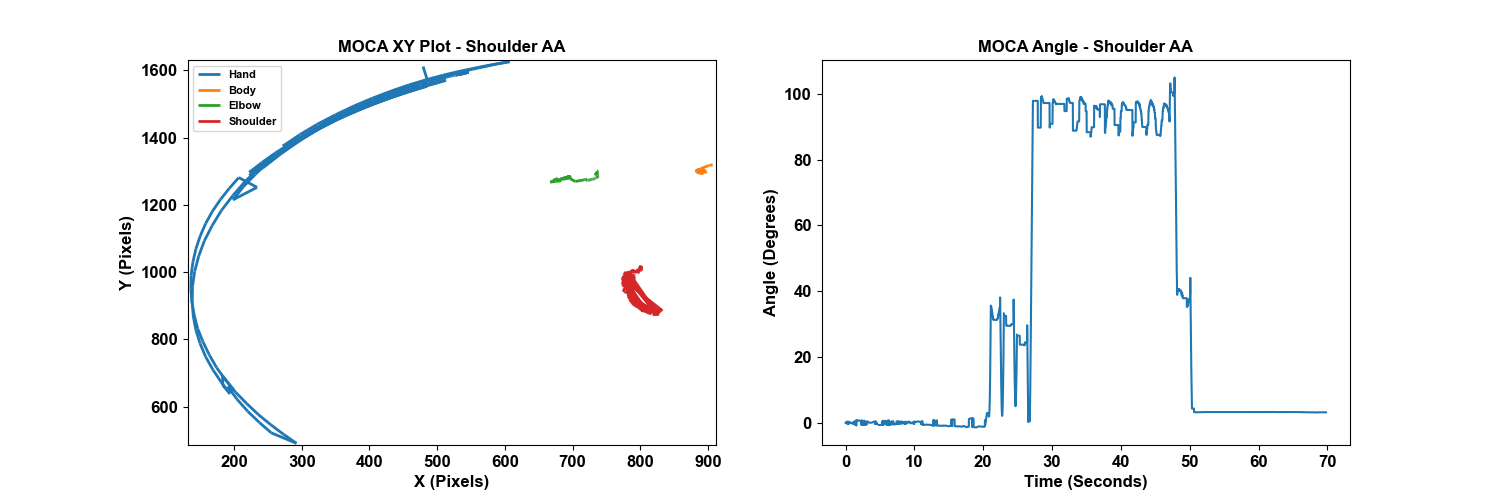 MOCA XY Plot - Shoulder AA
Y (Pixels)
1600
1400
1200
1000
800
600
Hand
Body
Elbow
Shoulder
200 300 400 500 600 700 800 900
X (Pixels)
MOCA Angle - Shoulder AA
Angle (Degrees)
100
80
60
40
20
0
0 10 20 30 40 50 60 70
Time (Seconds)